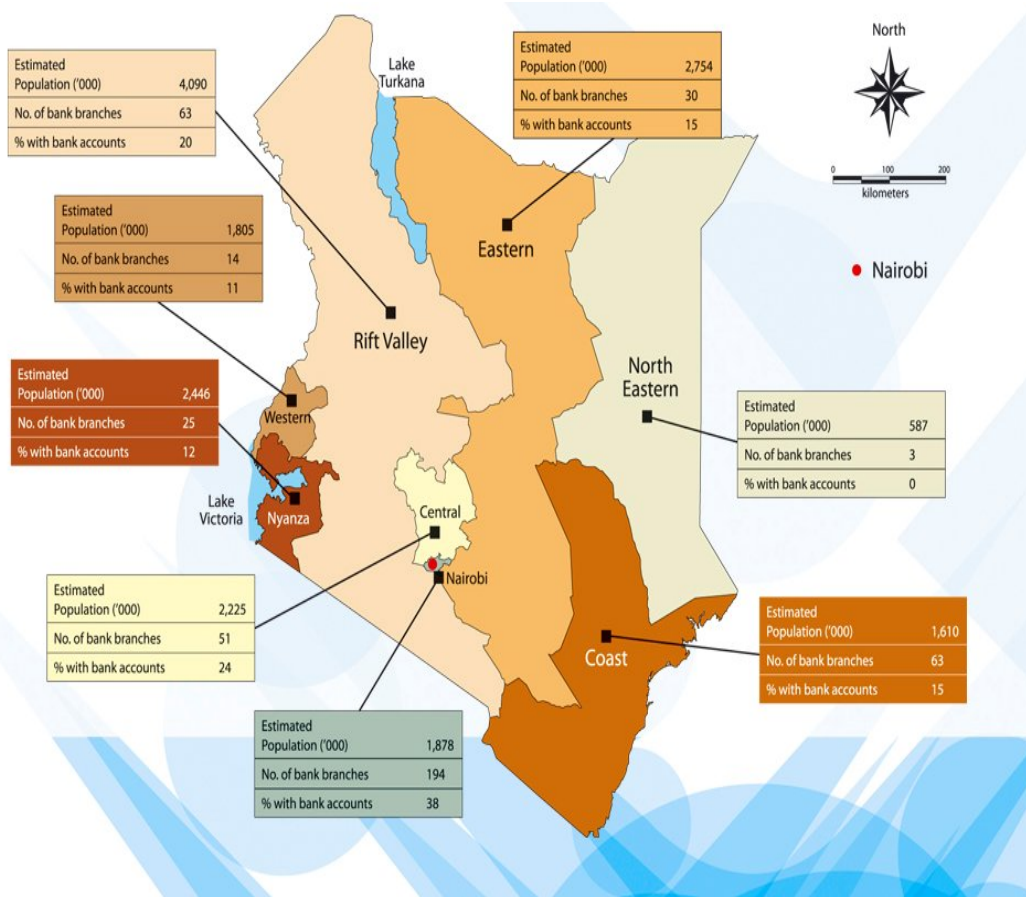 Estimated
Population ('000) 4,090
No. of bank branches 63
% with bank accounts 20
Lake
Turkana
Estimated
Population ('000) 2,754
No. of bank branches 30
% with bank accounts 15
North
0 100 200
kilometers
Nairobi
Estimated
Population ('000) 1,805
No. of bank branches 14
% with bank accounts 11
Eastern
Rift Valley
North
Eastern
Estimated
Population ('000) 2,446
No. of bank branches 25
% with bank accounts 12
Western
Estimated
Population ('000) 587
No. of bank branches 3
% with bank accounts 0
Lake
Victoria
Nyanza
Central
Nairobi
Estimated
Population ('000) 2,225
No. of bank branches 51
% with bank accounts 24
Coast
Estimated
Population ('000) 1,610
No. of bank branches 63
% with bank accounts 15
Estimated
Population ('000) 1,878
No. of bank branches 194
% with bank accounts 38